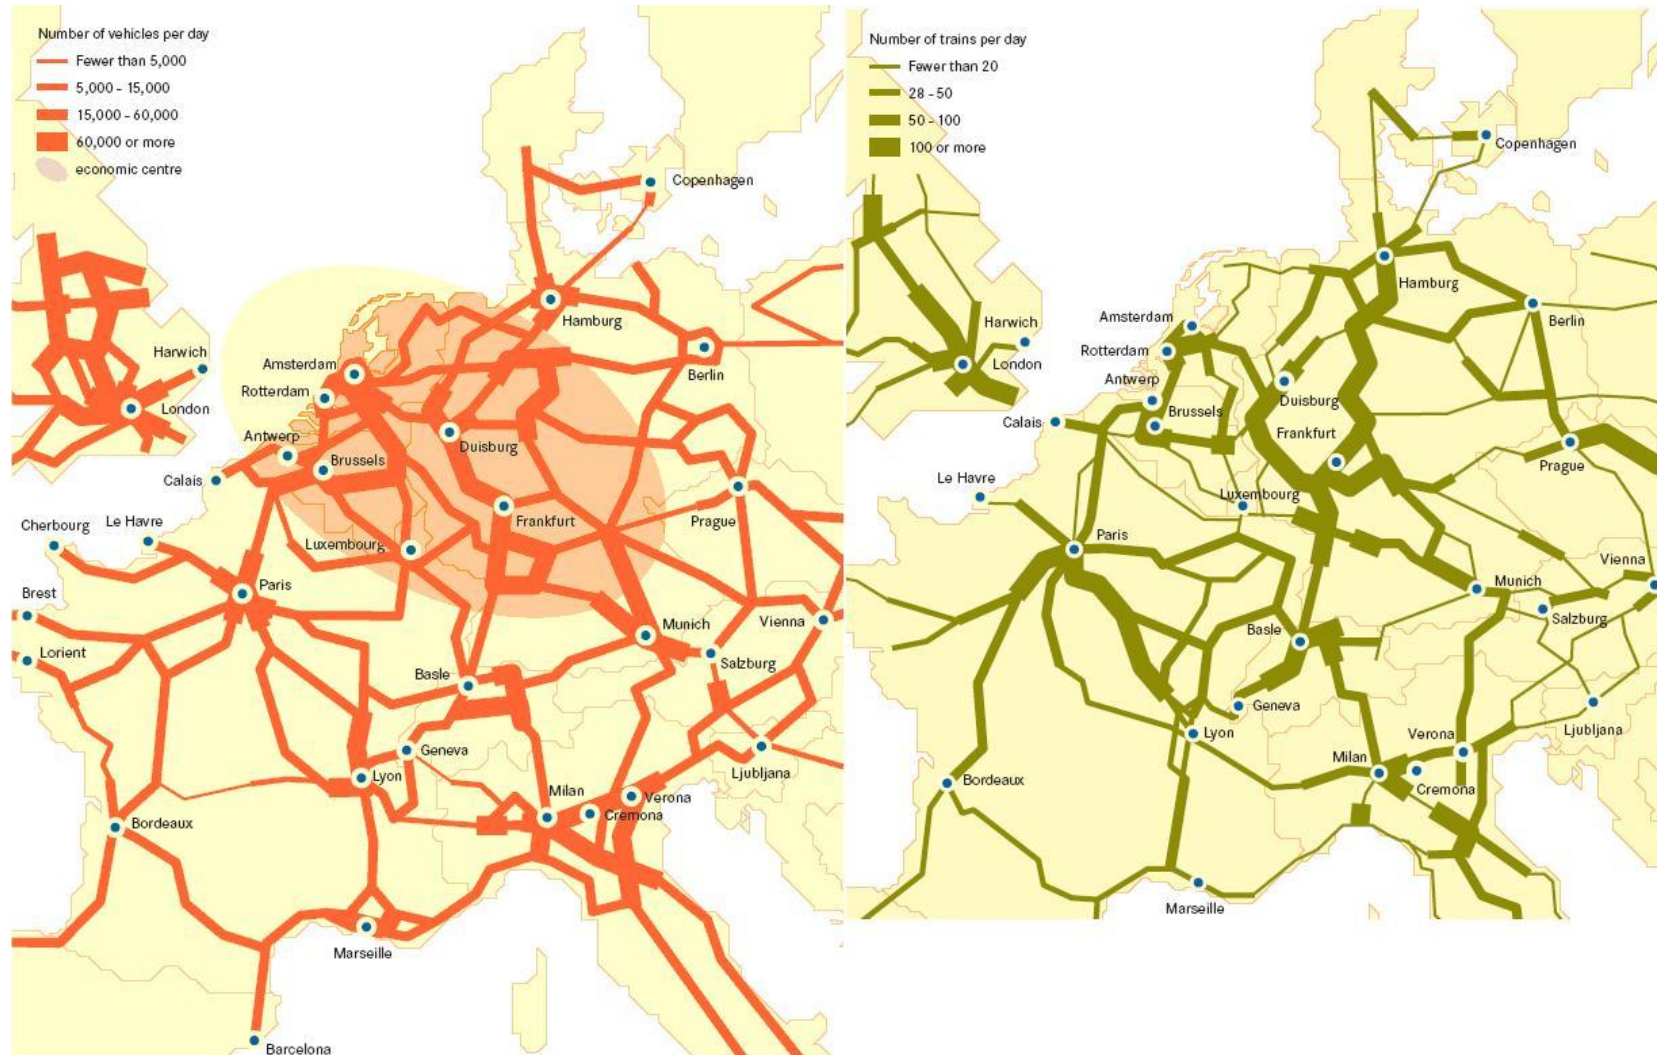 Number of vehicles per day
Fewer than 5,000
5,000 - 15,000
15,000 - 60,000
60,000 or more
economic centre
Copenhagen
Hamburg
Harwich
Berlin
Amsterdam
Rotterdam
London
Antwerp
Duisburg
Brussels
Calais
Cherbourg
Le Havre
Frankfurt
Prague
Luxembourg
Paris
Brest
Vienna
Munich
Lorient
Salzburg
Basle
Geneva
Ljubljana
Lyon
Milan
Verona
Cremona
Bordeaux
Marseille
Barcelona
Number of trains per day
Fewer than 20
28 - 50
50 - 100
100 or more
Copenhagen
Hamburg
Amsterdam
Harwich
Berlin
Rotterdam
London
Antwerp
Duisburg
Brussels
Calais
Frankfurt
Prague
Le Havre
Luxembourg
Paris
Vienna
Munich
Salzburg
Basle
Geneva
Ljubljana
Lyon
Verona
Milan
Bordeaux
Cremona
Marseille